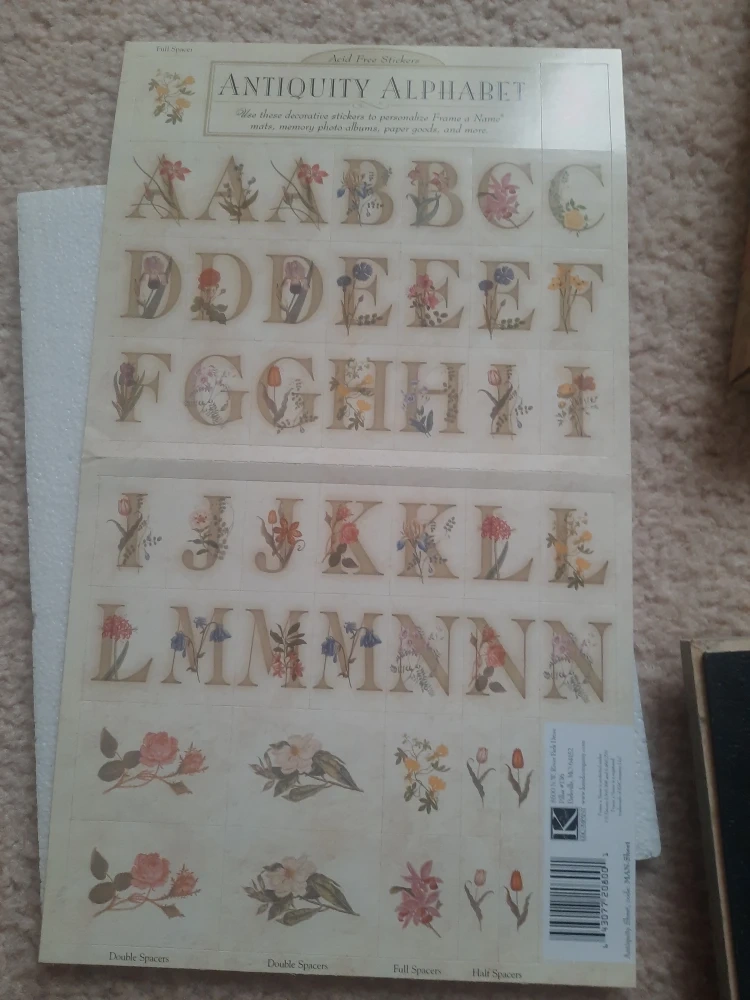 Full Spacer
Acid Free Stickers
ANTIQUITY ALPHABET
Use these decorative stickers to personalize Frame a Name®
mats, memory photo albums, paper goods, and more.
A A A B B C C
D D D E E E F
F G G H H I I
I J J K K L L
L M M M N N N
K
Double Spacers
Double Spacers
Full Spacers
Half Spacers